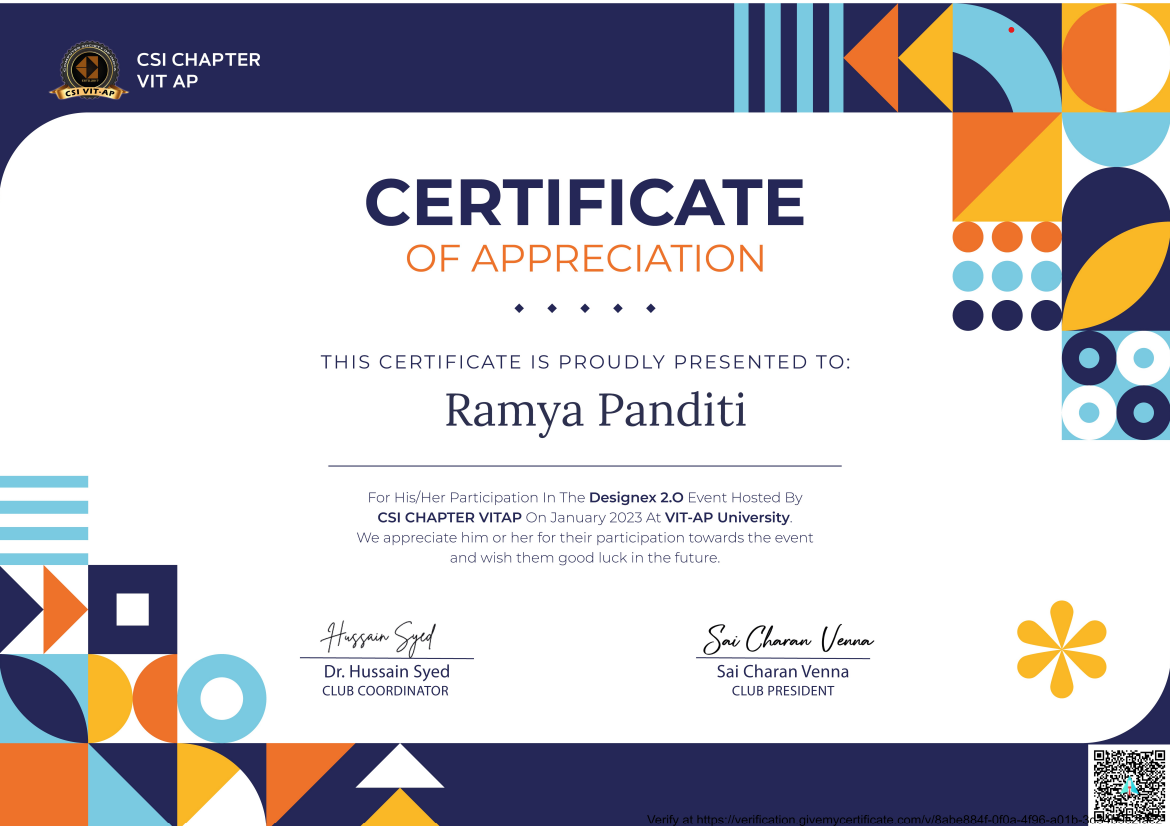 CSI CHAPTER
VIT AP
CSI VIT-AP
CERTIFICATE
OF APPRECIATION
THIS CERTIFICATE IS PROUDLY PRESENTED TO:
Ramya Panditi
For His/Her Participation In The Designex 2.O Event Hosted By
CSI CHAPTER VITAP On January 2023 At VIT-AP University.
We appreciate him or her for their participation towards the event
and wish them good luck in the future.
Hussain Syed
Sai Charan Venna
Dr. Hussain Syed
Sai Charan Venna
CLUB COORDINATOR
CLUB PRESIDENT
Verify at https://verification.givemycertificate.com/v/8abe884f-0f0a-4f96-a01b-